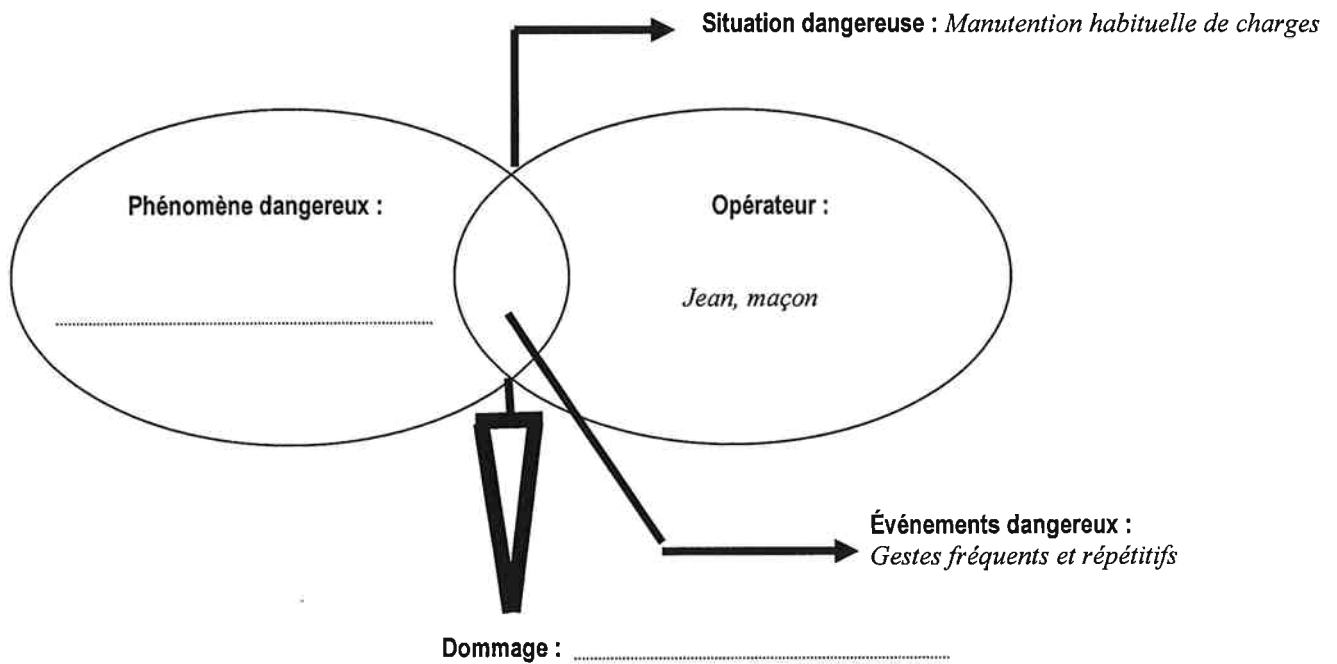 Situation dangereuse : Manutention habituelle de charges
Phénomène dangereux :
Opérateur :
Jean, maçon
Événements dangereux :
Gestes fréquents et répétitifs
Dommage :